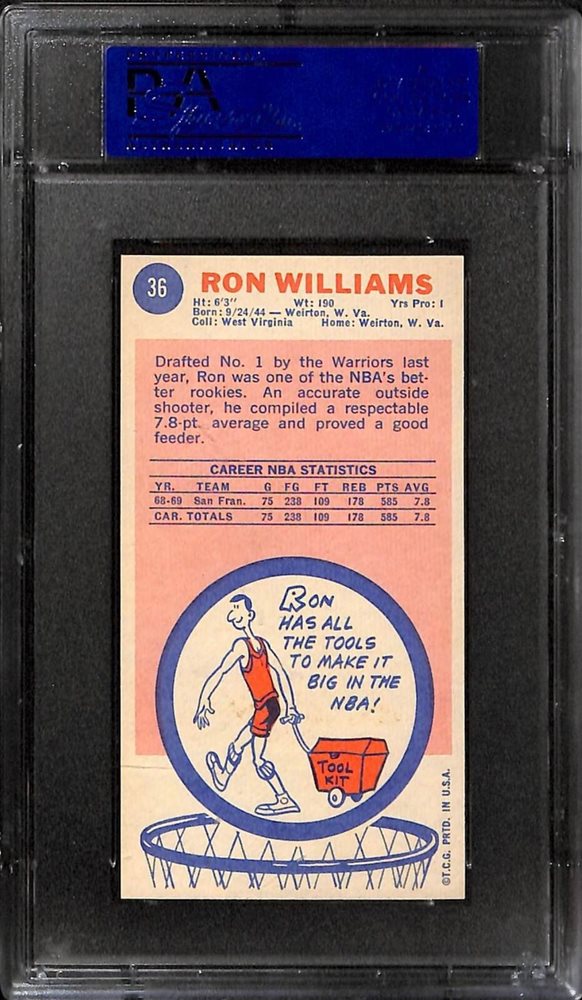 PSA
36
RON WILLIAMS
Ht: 6'3" Wt: 190 Yrs Pro: 1
Born: 9/24/44 — Weirton, W. Va.
Coll: West Virginia Home: Weirton, W. Va.
Drafted No. 1 by the Warriors last
year, Ron was one of the NBA's bet-
ter rookies. An accurate outside
shooter, he compiled a respectable
7.8-pt. average and proved a good
feeder.
CAREER NBA STATISTICS
YR. TEAM G FG FT REB PTS AVG
68-69 San Fran. 75 238 109 178 585 7.8
CAR. TOTALS 75 238 109 178 585 7.8
RON
HAS ALL
THE TOOLS
TO MAKE IT
BIG IN THE
NBA!
TOOL
KIT
©T.C.G. PRTD. IN U.S.A.